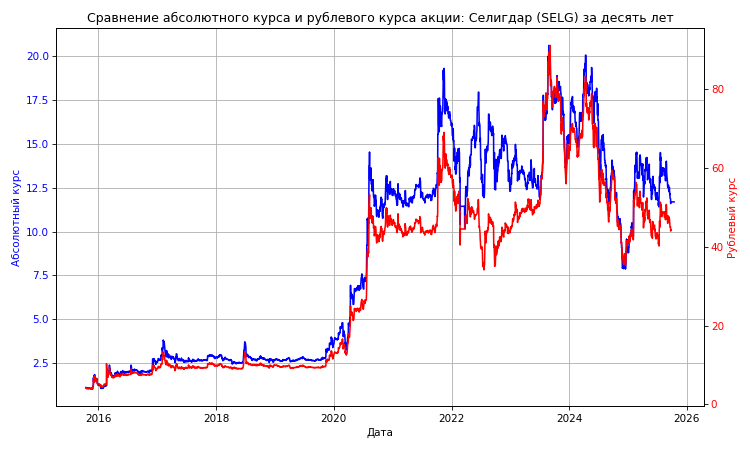 Сравнение абсолютного курса и рублевого курса акции: Селигдар (SELG) за десять лет
20.0
17.5
15.0
12.5
10.0
7.5
5.0
2.5
Абсолютный курс
80
60
40
20
0
Рублевый курс
2016 2018 2020 2022 2024 2026
Дата